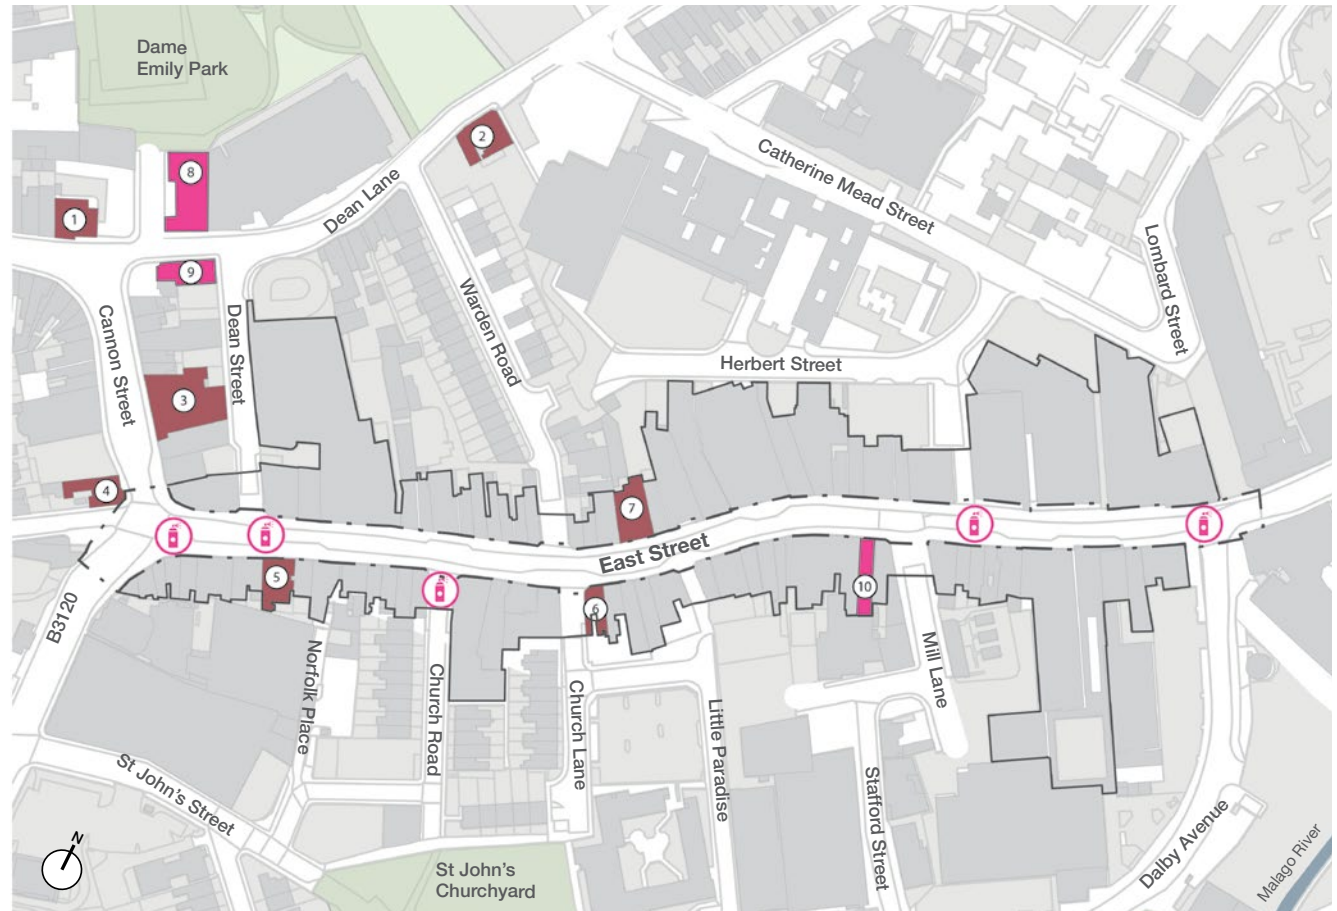 Dame
Emily Park
2
8
Catherine Mead Street
Dean Lane
1
Lombard Street
9
Warden Road
Cannon Street
Dean Street
Herbert Street
3
4
7
East Street
5
10
6
B3120
Norfolk Place
Church Road
Church Lane
Little Paradise
Mill Lane
St John's Street
Stafford Street
Dalby Avenue
Malago River
N
St John's
Churchyard